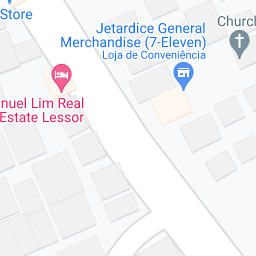 Store
Jetardice General
Merchandise (7-Eleven)
Loja de Conveniência
Church
nuel Lim Real
Estate Lessor